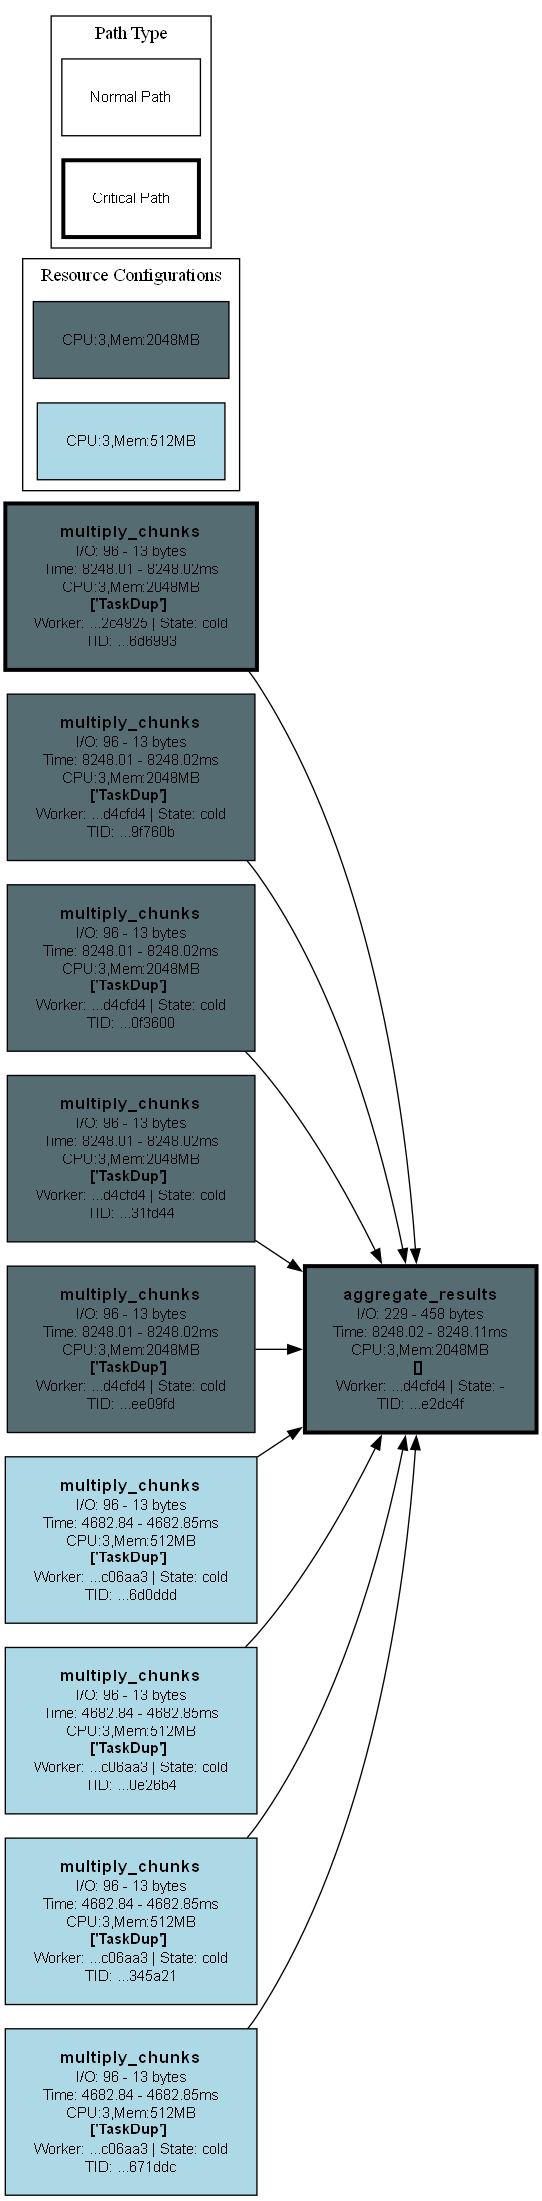 Path Type
Normal Path
Critical Path
Resource Configurations
CPU:3,Mem:2048MB
CPU:3,Mem:512MB
multiply_chunks
I/O: 96 - 13 bytes
Time: 8248.01 - 8248.02ms
CPU:3,Mem:2048MB
['TaskDup']
Worker: ...2c4925 | State: cold
TID: ...6d6993
multiply_chunks
I/O: 96 - 13 bytes
Time: 8248.01 - 8248.02ms
CPU:3,Mem:2048MB
['TaskDup']
Worker: ...d4cfd4 | State: cold
TID: ...9f760b
multiply_chunks
I/O: 96 - 13 bytes
Time: 8248.01 - 8248.02ms
CPU:3,Mem:2048MB
['TaskDup']
Worker: ...d4cfd4 | State: cold
TID: ...0f3600
multiply_chunks
I/O: 96 - 13 bytes
Time: 8248.01 - 8248.02ms
CPU:3,Mem:2048MB
['TaskDup']
Worker: ...d4cfd4 | State: cold
TID: ...31fd44
multiply_chunks
I/O: 96 - 13 bytes
Time: 8248.01 - 8248.02ms
CPU:3,Mem:2048MB
['TaskDup']
Worker: ...d4cfd4 | State: cold
TID: ...ee09fd
aggregate_results
I/O: 229 - 458 bytes
Time: 8248.02 - 8248.11ms
CPU:3,Mem:2048MB
[]
Worker: ...d4cfd4 | State: -
TID: ...e2dc4f
multiply_chunks
I/O: 96 - 13 bytes
Time: 4682.84 - 4682.85ms
CPU:3,Mem:512MB
['TaskDup']
Worker: ...c06aa3 | State: cold
TID: ...6d0ddd
multiply_chunks
I/O: 96 - 13 bytes
Time: 4682.84 - 4682.85ms
CPU:3,Mem:512MB
['TaskDup']
Worker: ...c06aa3 | State: cold
TID: ...0e26b4
multiply_chunks
I/O: 96 - 13 bytes
Time: 4682.84 - 4682.85ms
CPU:3,Mem:512MB
['TaskDup']
Worker: ...c06aa3 | State: cold
TID: ...345a21
multiply_chunks
I/O: 96 - 13 bytes
Time: 4682.84 - 4682.85ms
CPU:3,Mem:512MB
['TaskDup']
Worker: ...c06aa3 | State: cold
TID: ...671ddc